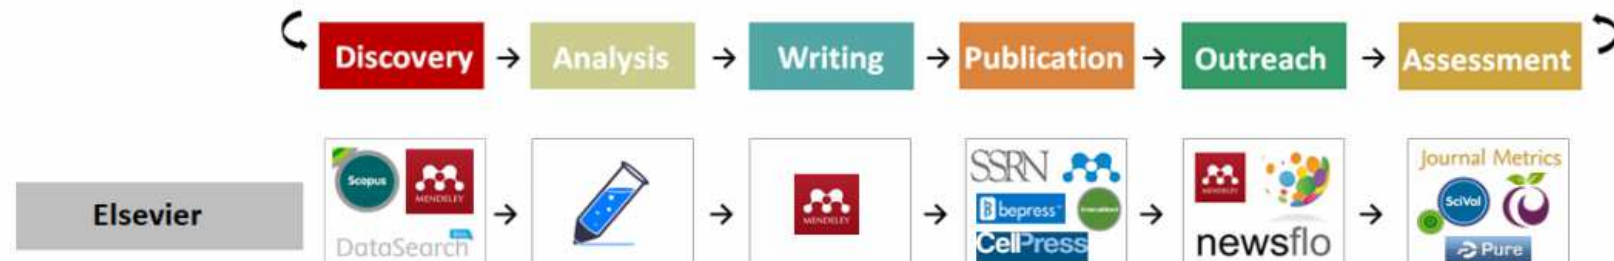 Discovery
Analysis
Writing
Publication
Outreach
Assessment
Elsevier
Scopus
MENDELEY
DataSearch
MENDELEY
SSRN
bepress
CellPress
MENDELEY
newsflo
Journal Metrics
SciVal
Pure